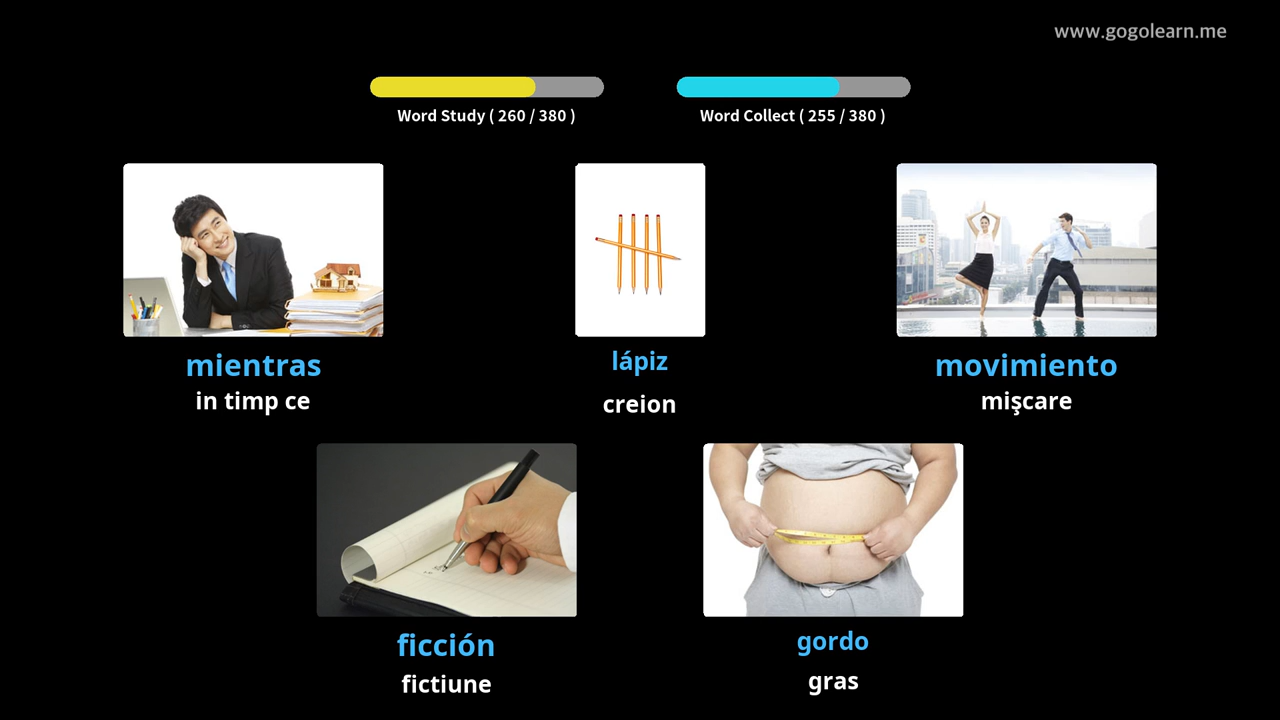 www.gogolearn.me
Word Study ( 260 / 380 )
Word Collect ( 255 / 380 )
mientras
in timp ce
lápiz
creion
movimiento
mişcare
ficción
fictiune
gordo
gras